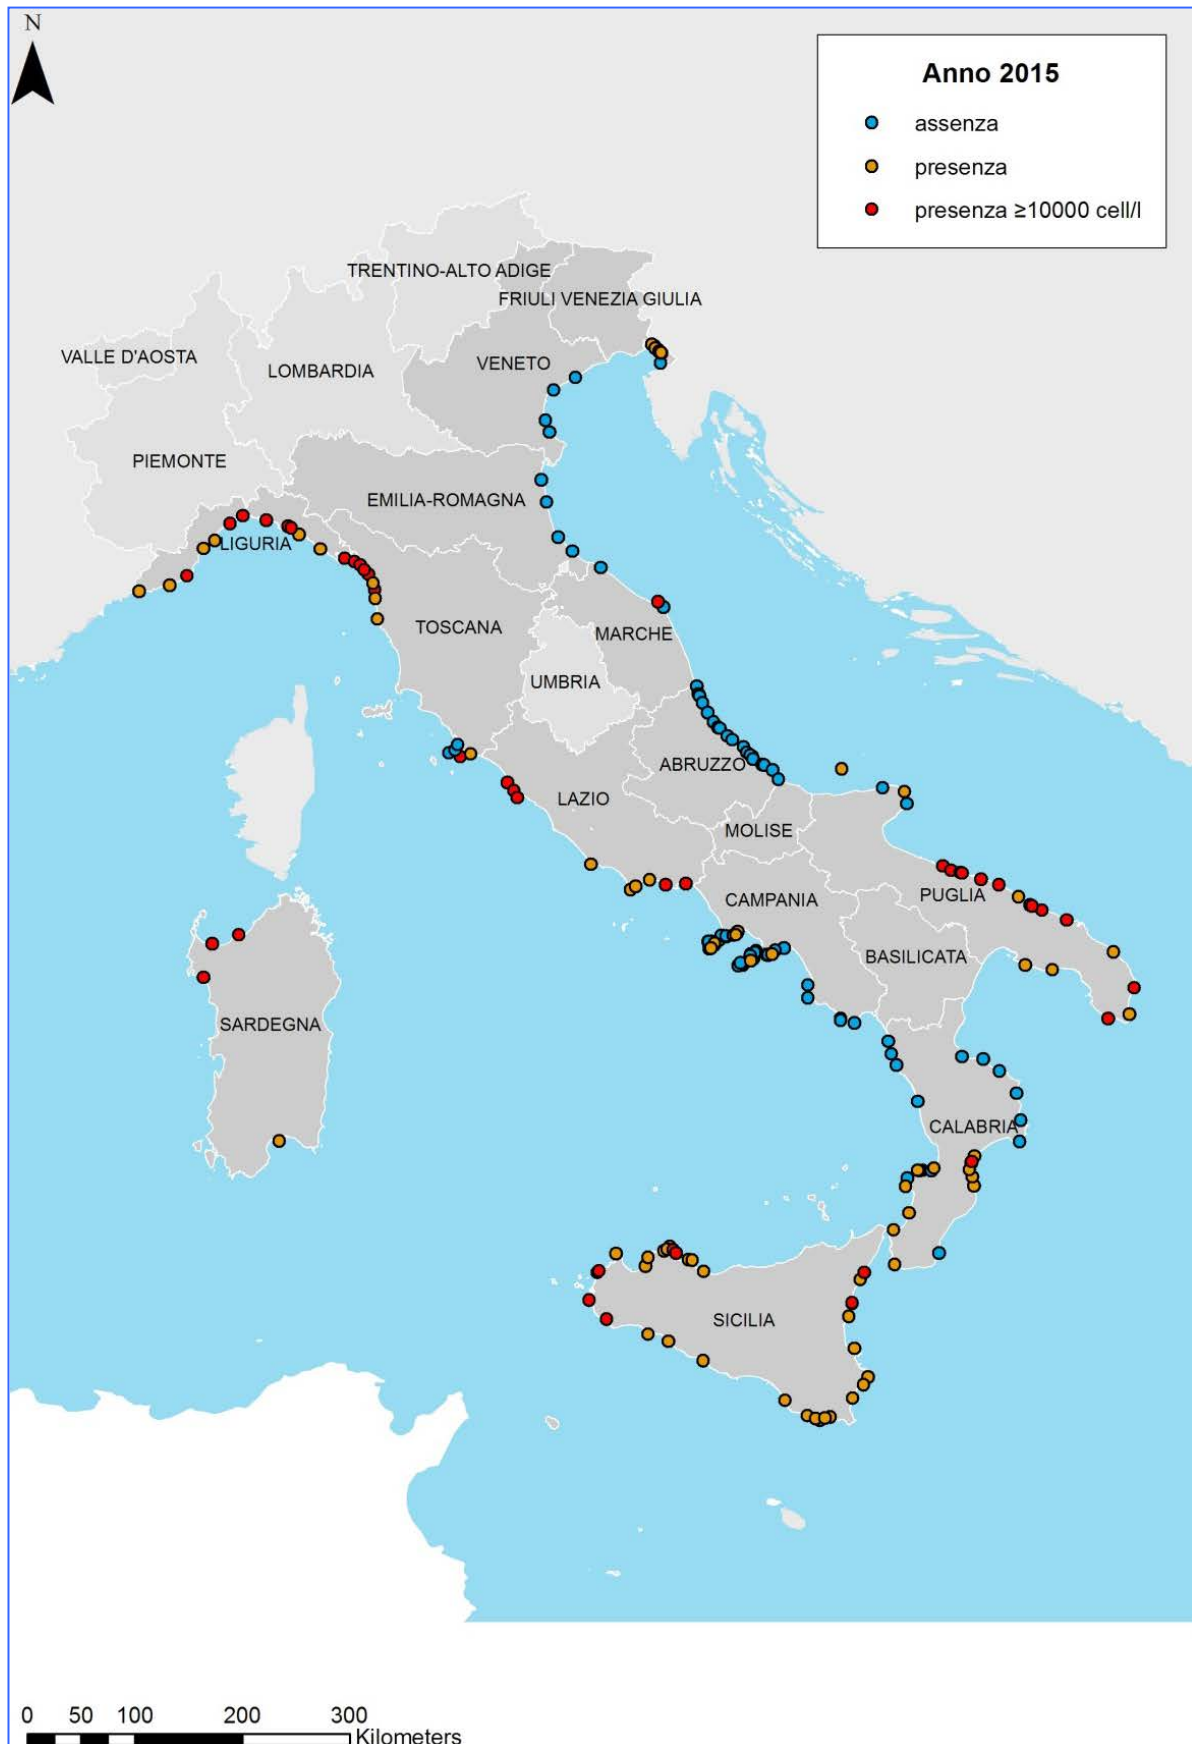 N
Anno 2015
assenza
presenza
presenza ≥10000 cell/l
TRENTINO-ALTO ADIGE
FRIULI VENEZIA GIULIA
VALLE D'AOSTA
LOMBARDIA
VENETO
PIEMONTE
EMILIA-ROMAGNA
LIGURIA
TOSCANA
MARCHE
UMBRIA
ABRUZZO
LAZIO
MOLISE
CAMPANIA
PUGLIA
BASILICATA
SARDEGNA
CALABRIA
SICILIA
0 50 100 200 300
Kilometers